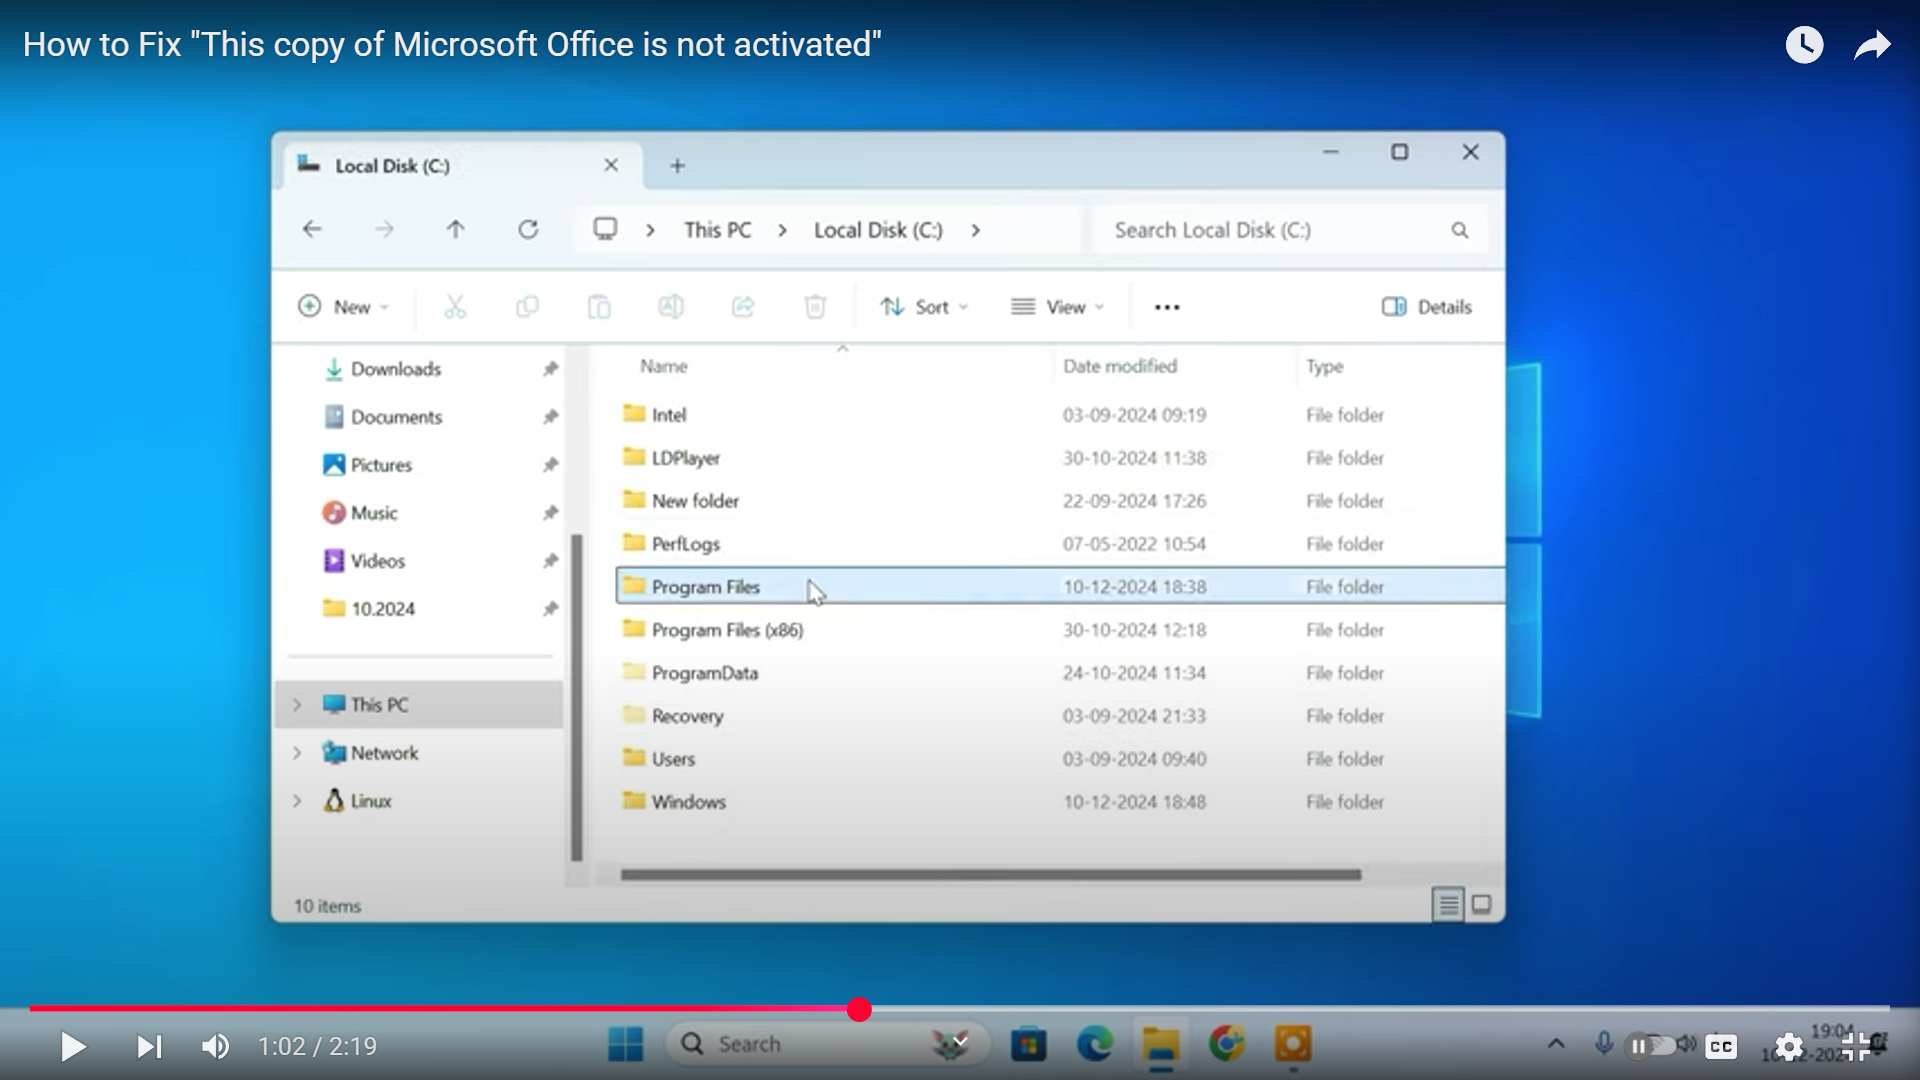 How to Fix "This copy of Microsoft Office is not activated"
Local Disk (C:)
This PC > Local Disk (C:) >
Search Local Disk (C:)
New
Sort
View
Details
Downloads
Documents
Pictures
Music
Videos
10.2024
This PC
Network
Linux
Name Date modified Type
Intel 03-09-2024 09:19 File folder
LDPlayer 30-10-2024 11:38 File folder
New folder 22-09-2024 17:26 File folder
PerfLogs 07-05-2022 10:54 File folder
Program Files 10-12-2024 18:38 File folder
Program Files (x86) 30-10-2024 12:18 File folder
ProgramData 24-10-2024 11:34 File folder
Recovery 03-09-2024 21:33 File folder
Users 03-09-2024 09:40 File folder
Windows 10-12-2024 18:48 File folder
10 items
1:02 / 2:19
Search
CC
19:04